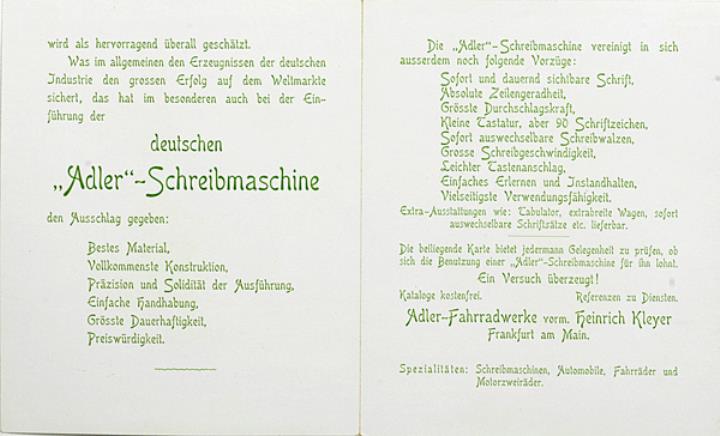 wird als hervorragend überall geschätzt.
Was im allgemeinen den Erzeugnissen der deutschen
Industrie den grossen Erfolg auf dem Weltmarkte
sichert, das hat im besonderen auch bei der Ein-
führung der
deutschen
„Adler“-Schreibmaschine
den Ausschlag gegeben:
Bestes Material,
Vollkommenste Konstruktion,
Präzision und Solidität der Ausführung,
Einfache Handhabung,
Grösste Dauerhaftigkeit,
Preiswürdigkeit.
Die „Adler“-Schreibmaschine vereinigt in sich
ausserdem noch folgende Vorzüge:
Sofort und dauernd sichtbare Schrift,
Absolute Zeilengeradheit,
Grösste Durchschlagskraft,
Kleine Tastatur, aber 90 Schriftzeichen,
Sofort auswechselbare Schreibwalzen,
Grosse Schreibgeschwindigkeit,
Leichter Tastenanschlag,
Einfaches Erlernen und Instandhalten,
Vielseitigste Verwendungsfähigkeit.
Extra-Ausstattungen wie: Tabulator, extrabreite Wagen, sofort
auswechselbare Schriftsätze etc. lieferbar.
Die beiliegende Karte bietet jedermann Gelegenheit zu prüfen, ob
sich die Benutzung einer „Adler“-Schreibmaschine für ihn lohnt.
Ein Versuch überzeugt!
Kataloge kostenfrei. Referenzen zu Diensten.
Adler-Fahrradwerke vorm. Heinrich Kleyer
Frankfurt am Main.
Spezialitäten: Schreibmaschinen, Automobile, Fahrräder und
Motorzweiräder.